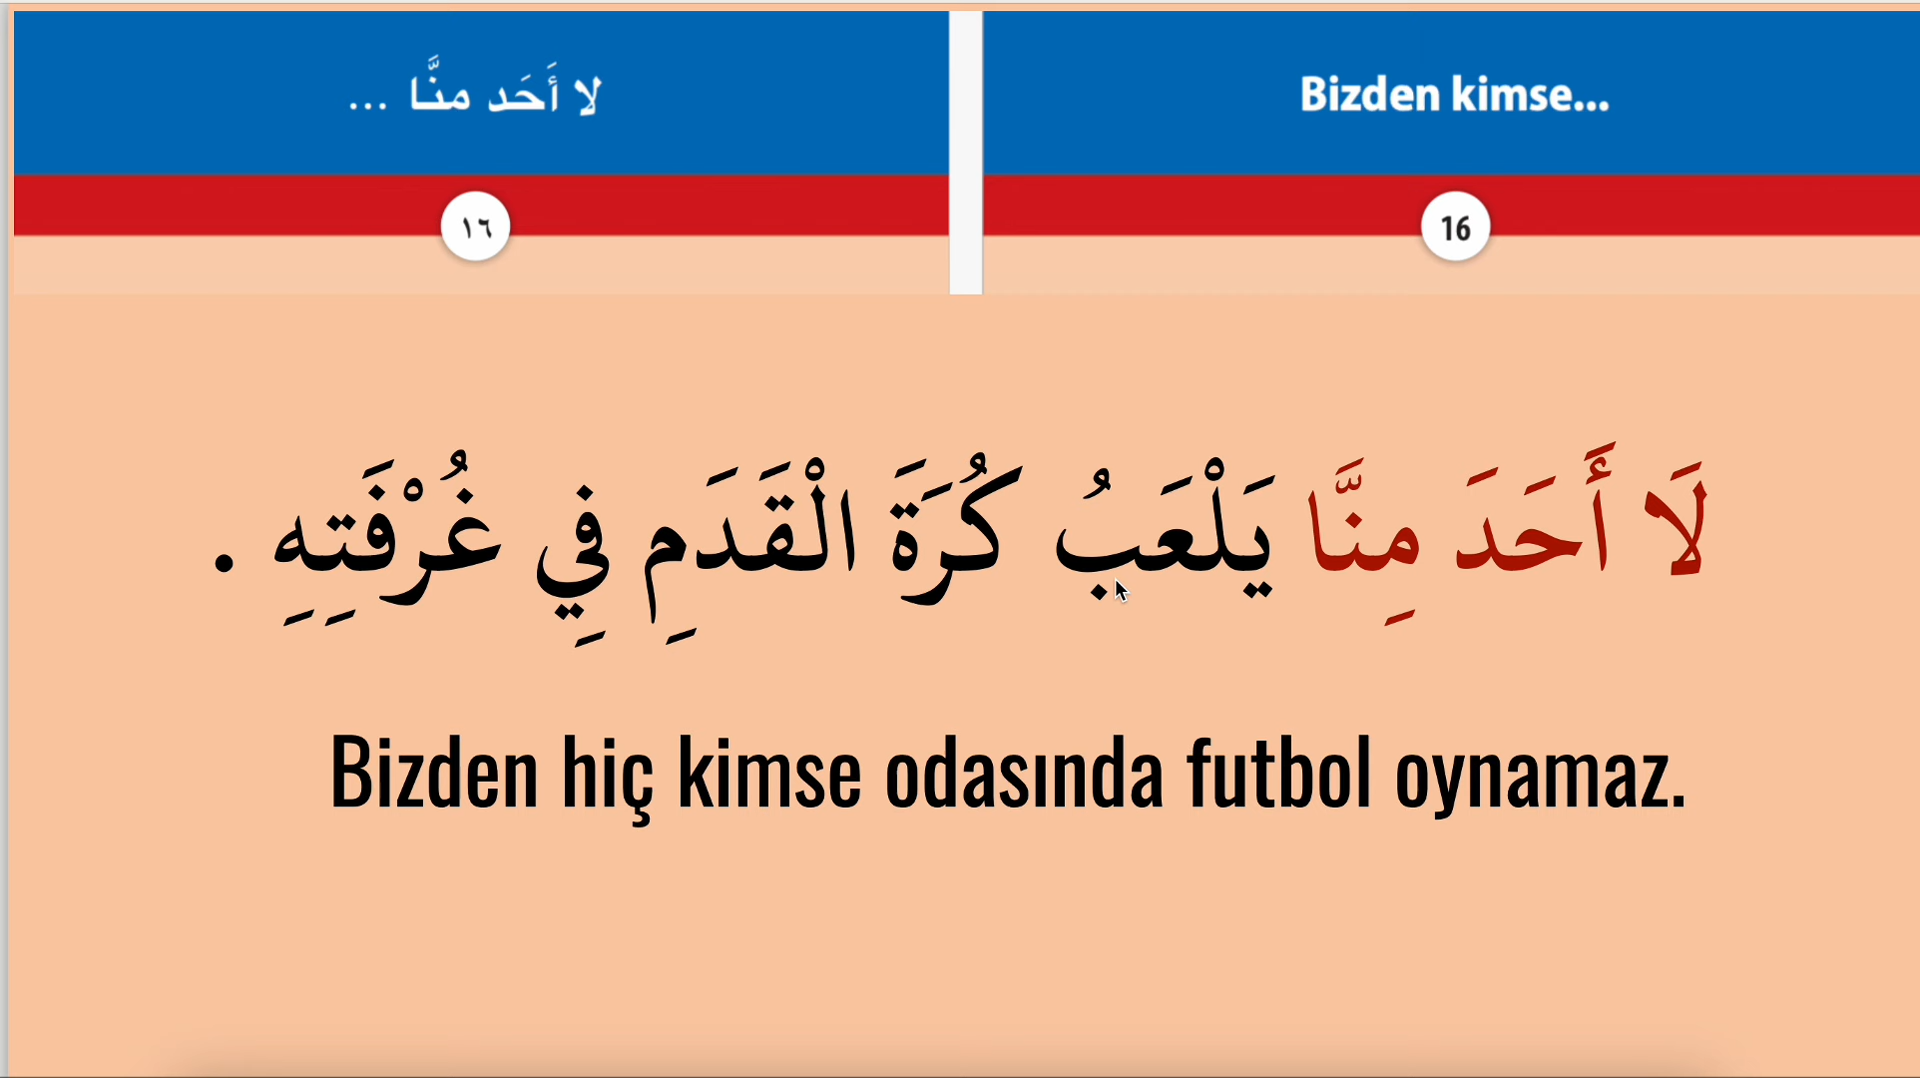 لا أَحَد منَّا ...
Bizden kimse...
١٦
16
لَا أَحَدَ مِنَّا يَلْعَبُ كُرَةَ الْقَدَمِ فِي غُرْفَتِهِ .
Bizden hiç kimse odasında futbol oynamaz.